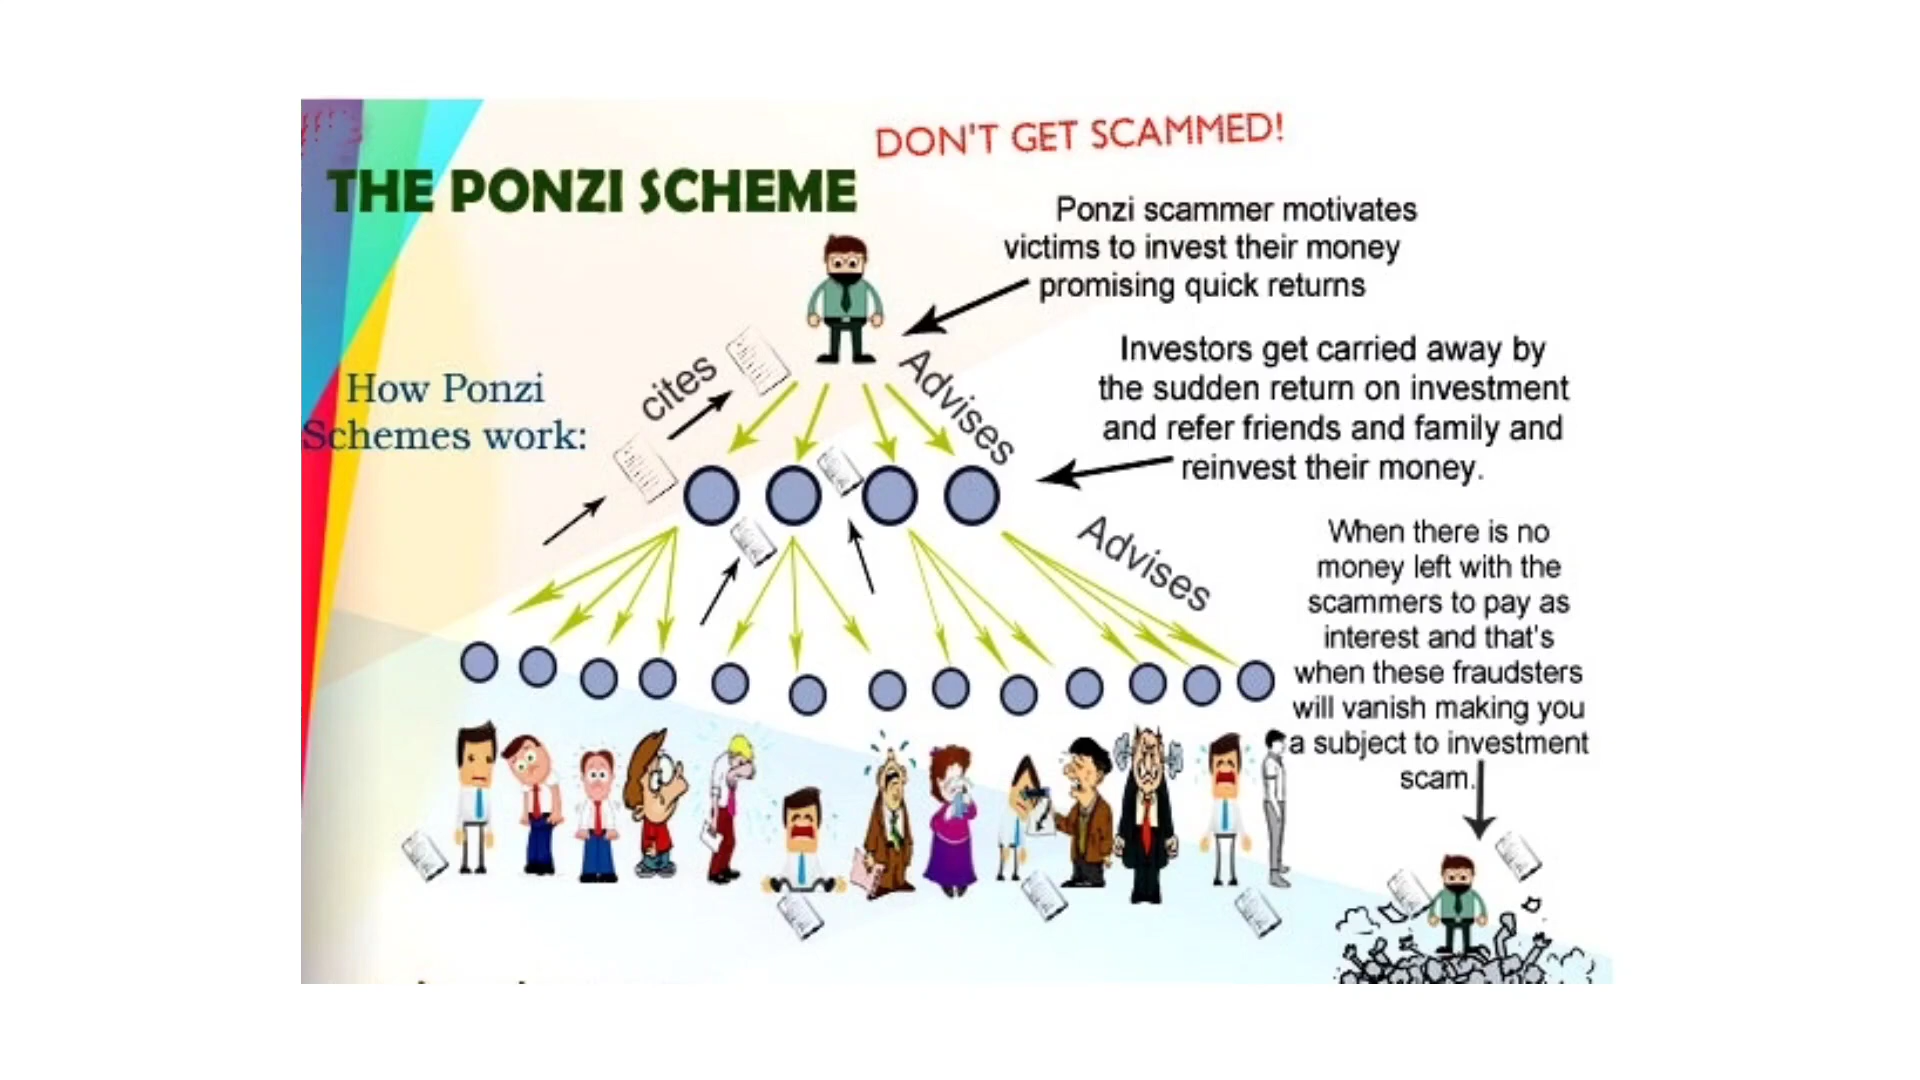 DON'T GET SCAMMED!
THE PONZI SCHEME
Ponzi scammer motivates
victims to invest their money
promising quick returns
How Ponzi
Schemes work:
cites
Advises
Investors get carried away by
the sudden return on investment
and refer friends and family and
reinvest their money.
Advises
When there is no
money left with the
scammers to pay as
interest and that's
when these fraudsters
will vanish making you
a subject to investment
scam.